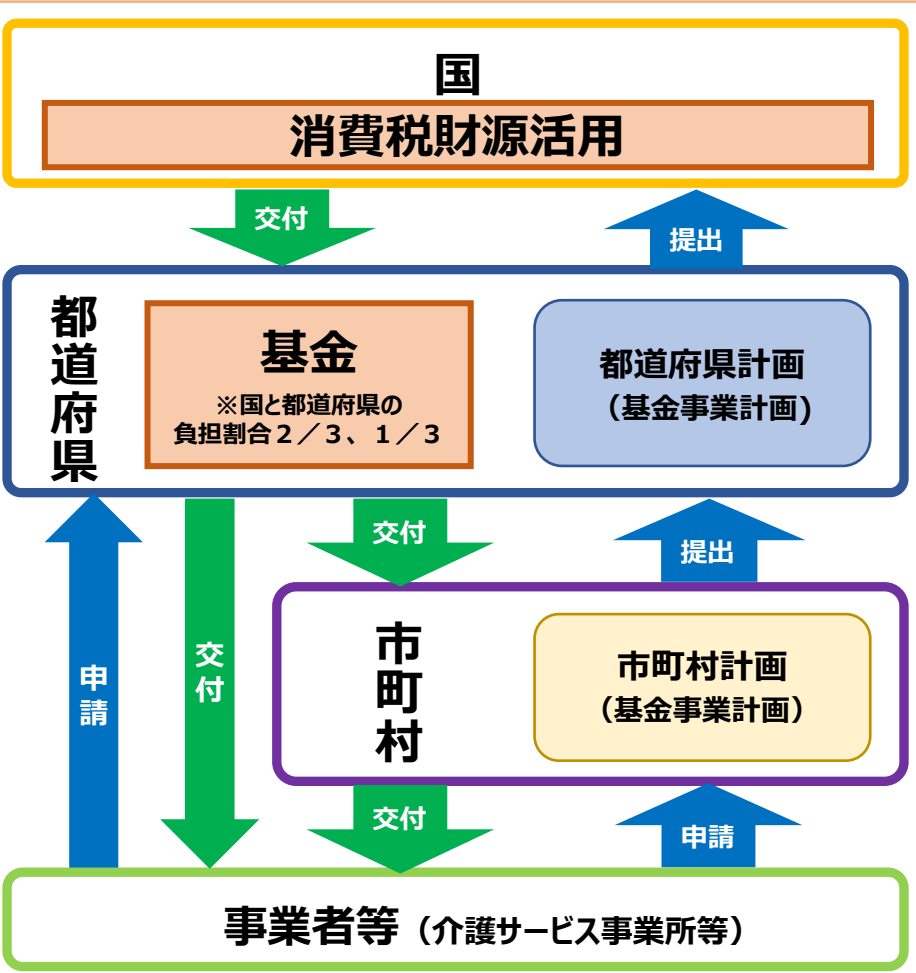 国
消費税財源活用
交付
提出
都道府県
基金
※国と都道府県の
負担割合２／３、１／３
都道府県計画
（基金事業計画)
交付
提出
申請
交付
市町村
市町村計画
（基金事業計画）
交付
申請
事業者等（介護サービス事業所等）